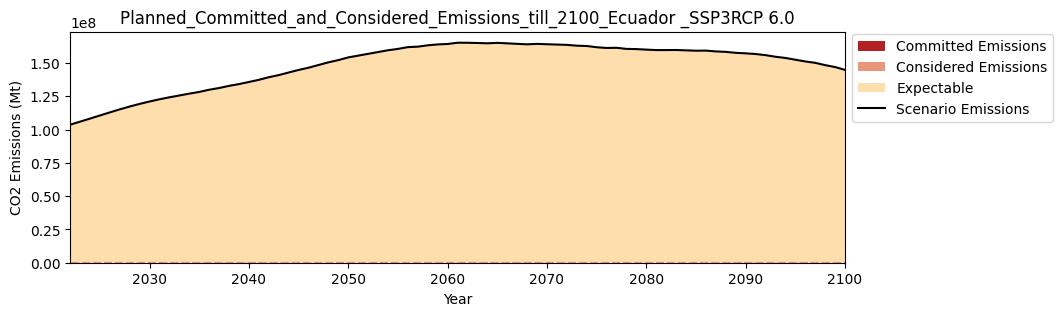 Planned_Committed_and_Considered_Emissions_till_2100_Ecuador _SSP3RCP 6.0
1e8
1.50
1.25
1.00
0.75
0.50
0.25
0.00
CO2 Emissions (Mt)
2030 2040 2050 2060 2070 2080 2090 2100
Year
Committed Emissions
Considered Emissions
Expectable
Scenario Emissions